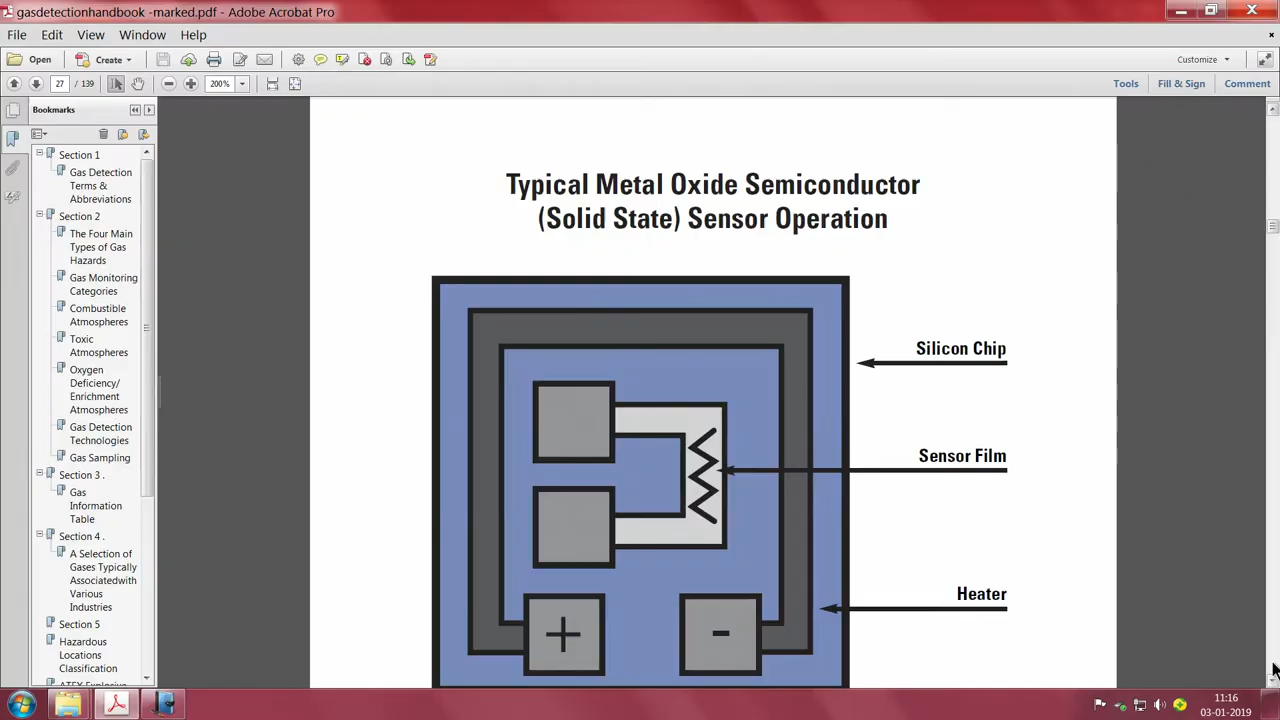 gasdetectionhandbook -marked.pdf - Adobe Acrobat Pro
File Edit View Window Help
Open Create Customize
27 / 139 200% Tools Fill & Sign Comment
Bookmarks
Section 1
Gas Detection
Terms &
Abbreviations
Section 2
The Four Main
Types of Gas
Hazards
Gas Monitoring
Categories
Combustible
Atmospheres
Toxic
Atmospheres
Oxygen
Deficiency/
Enrichment
Atmospheres
Gas Detection
Technologies
Gas Sampling
Section 3 .
Gas
Information
Table
Section 4 .
A Selection of
Gases Typically
Associatedwith
Various
Industries
Section 5
Hazardous
Locations
Classification
ATEX Explosive
Typical Metal Oxide Semiconductor
(Solid State) Sensor Operation
Silicon Chip
Sensor Film
Heater
+ -
11:16
03-01-2019